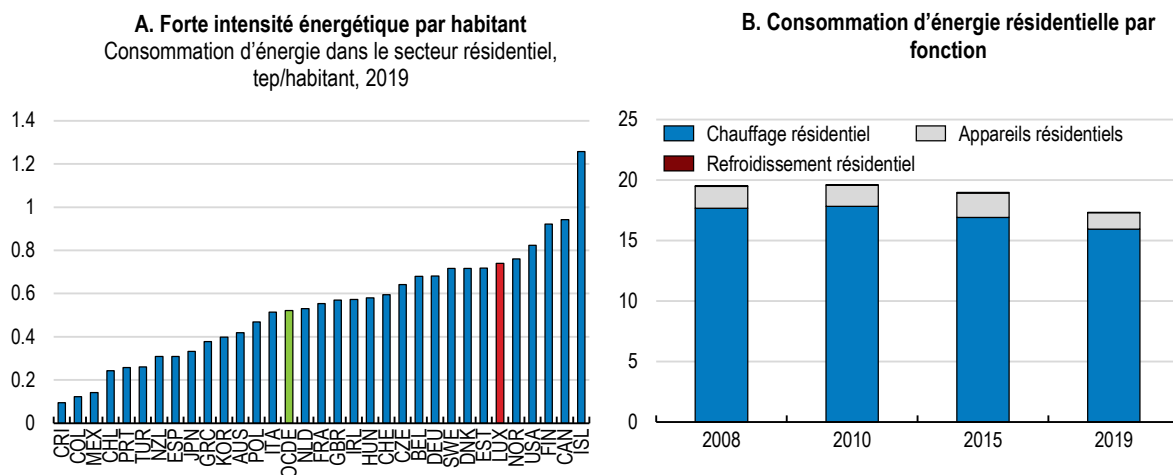 A. Forte intensité énergétique par habitant
Consommation d’énergie dans le secteur résidentiel,
tep/habitant, 2019
1.4
1.2
1
0.8
0.6
0.4
0.2
0
CRI
COL
MEX
CHL
PRT
TUR
NZL
ESP
JPN
GRC
KOR
AUS
POL
ITA
OCDE
NLD
FRA
GBR
IRL
HUN
CHE
CZE
BEL
DEU
SWE
DNK
EST
LUX
NOR
USA
FIN
CAN
ISL
B. Consommation d’énergie résidentielle par
fonction
25
20
15
10
5
0
Chauffage résidentiel
Appareils résidentiels
Refroidissement résidentiel
2008
2010
2015
2019